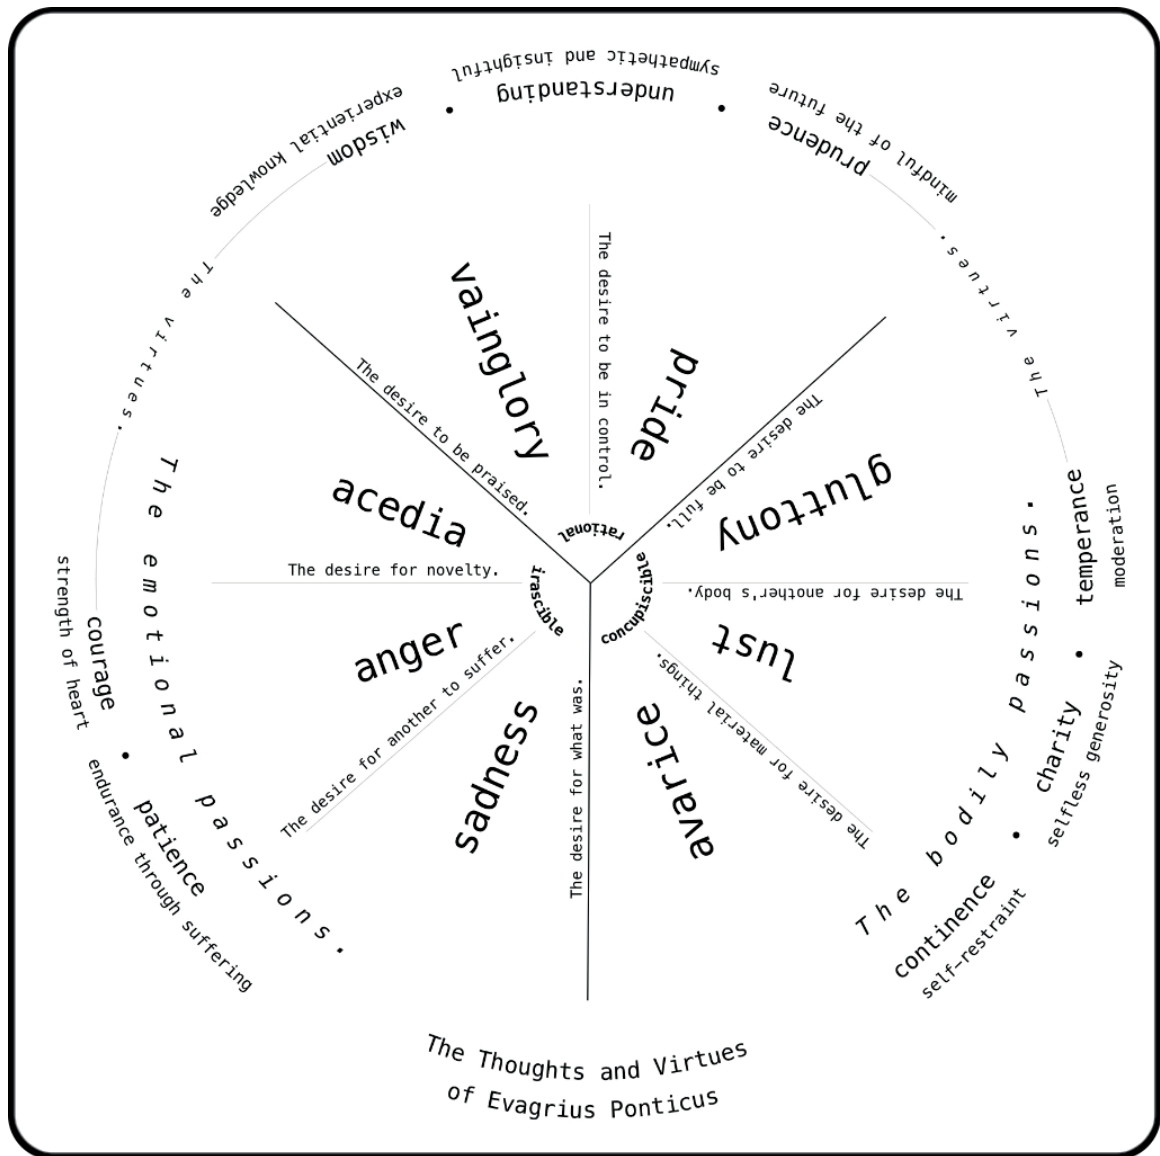 sympathetic and insightful
understanding
•
experiential knowledge
wisdom
•
mindful of the future
prudence
The virtues.
The virtues.
rational
vainglory
The desire to be praised.
pride
The desire to be in control.
irascible
acedia
The desire for novelty.
anger
The desire for another to suffer.
sadness
The desire for what was.
concupiscible
gluttony
The desire to be full.
lust
The desire for another's body.
avarice
The desire for material things.
The emotional passions.
courage
strength of heart
•
patience
endurance through suffering
The bodily passions.
temperance
moderation
•
charity
selfless generosity
•
continence
self-restraint
The Thoughts and Virtues
of Evagrius Ponticus